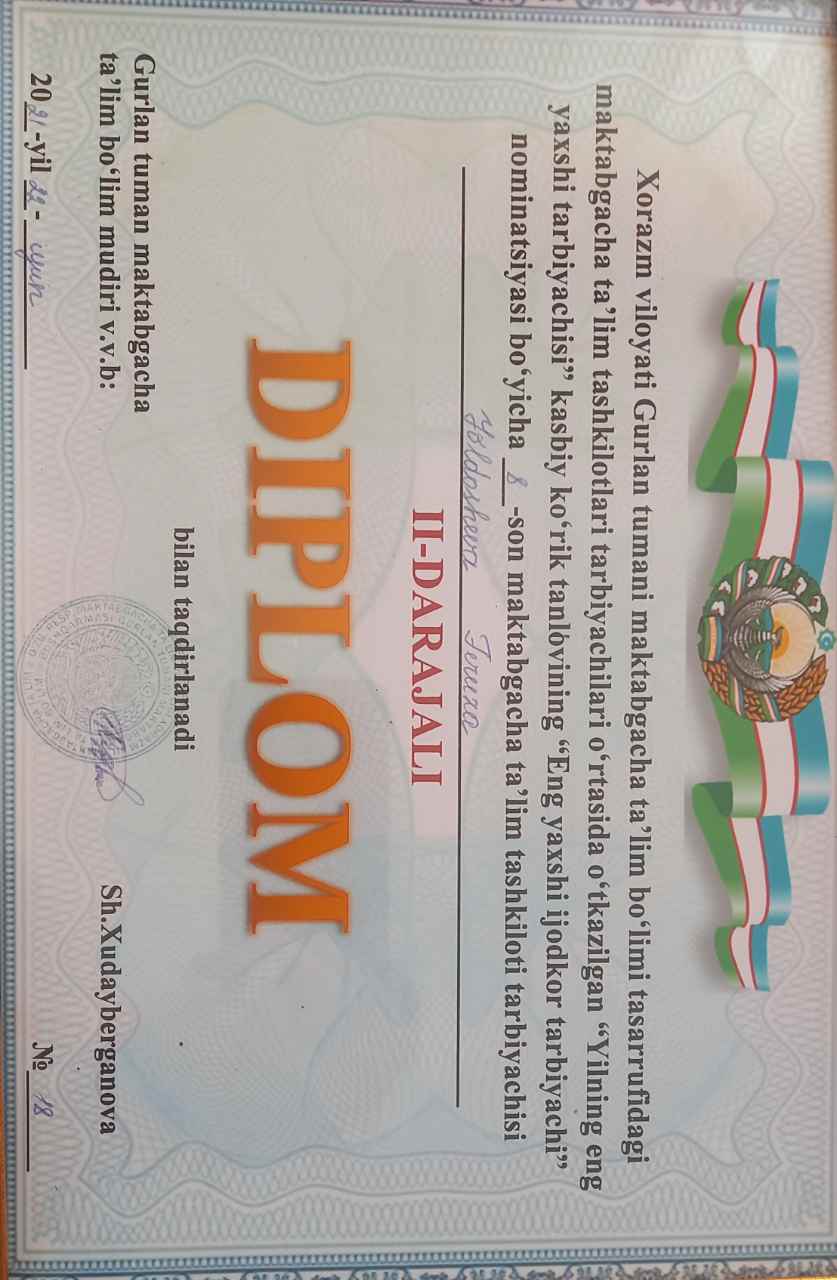 Xorazm viloyati Gurlan tumani maktabgacha ta’lim bo‘limi tasarrufidagi
maktabgacha ta’lim tashkilotlari tarbiyachilari o‘rtasida o‘tkazilgan “Yilning eng
yaxshi tarbiyachisi” kasbiy ko‘rik tanlovining “Eng yaxshi ijodkor tarbiyachi”
nominatsiyasi bo‘yicha 8 -son maktabgacha ta’lim tashkiloti tarbiyachisi
Yoldosheva
II-DARAJALI
DIPLOM
bilan taqdirlanadi
Gurlan tuman maktabgacha
ta’lim bo‘lim mudiri v.v.b:
Sh.Xudayberganova
2021-yil 22- iyun
№ 18